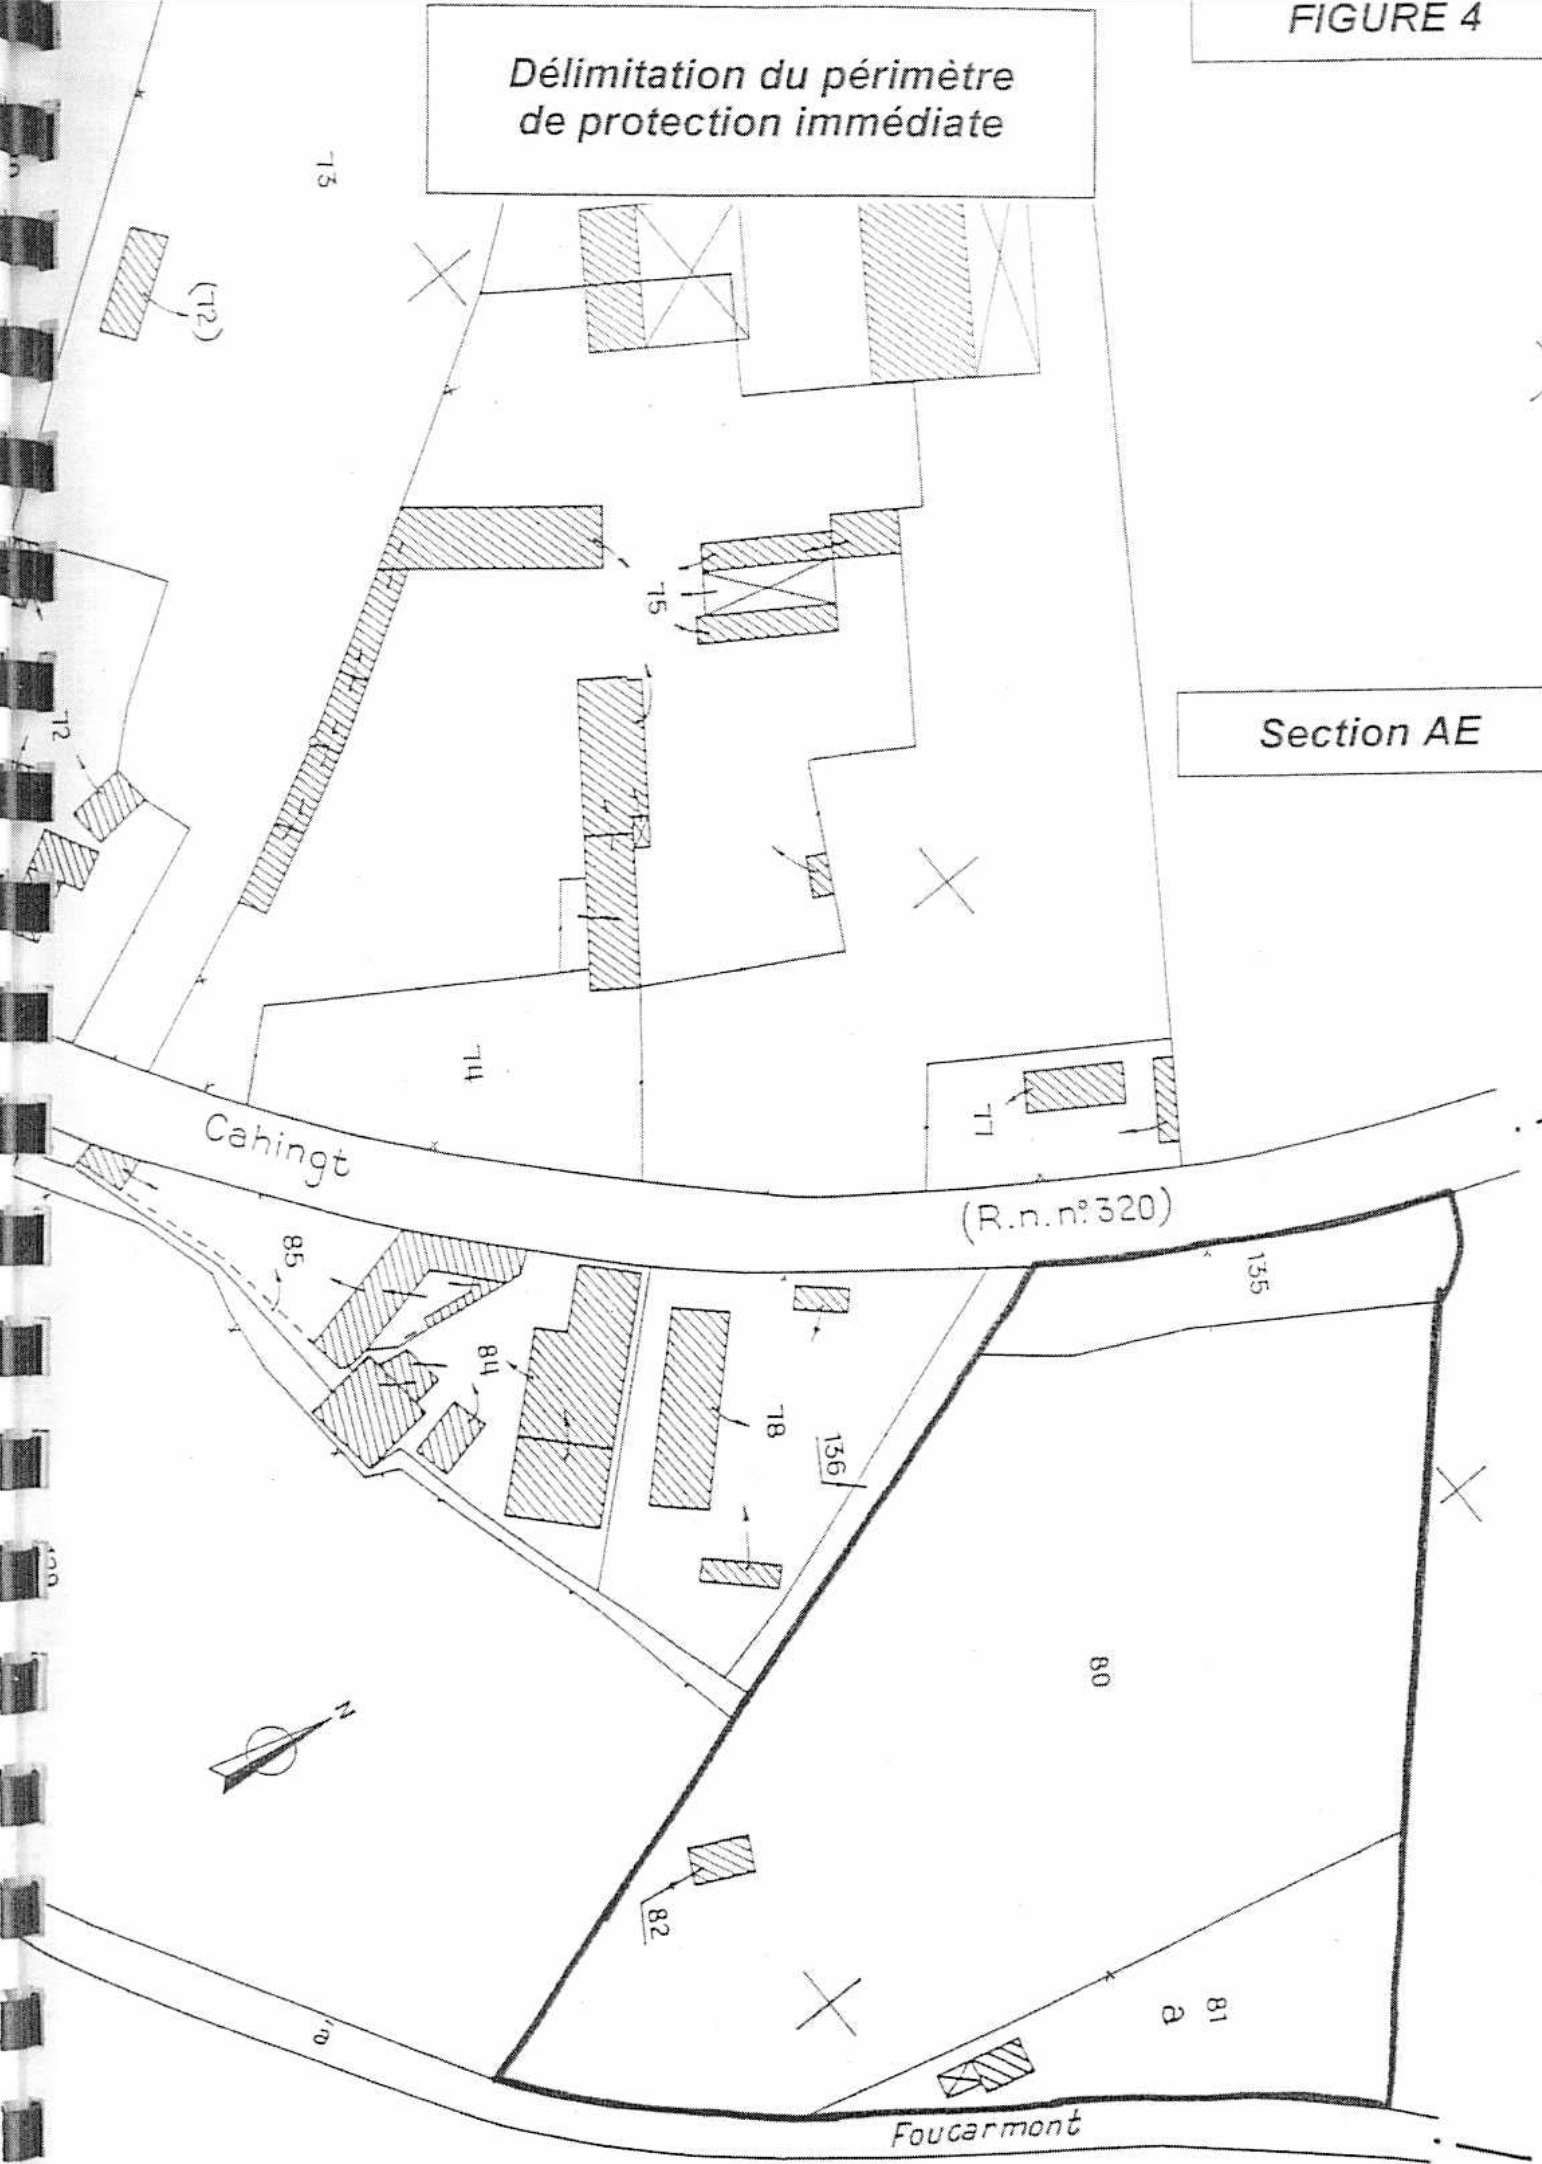 FIGURE 4
Délimitation du périmètre
de protection immédiate
73
(72)
75
72
Section AE
74
77
Cahingt
(R.n.n° 320)
135
85
84
78
136
80
N
82
81
a
Foucarmont